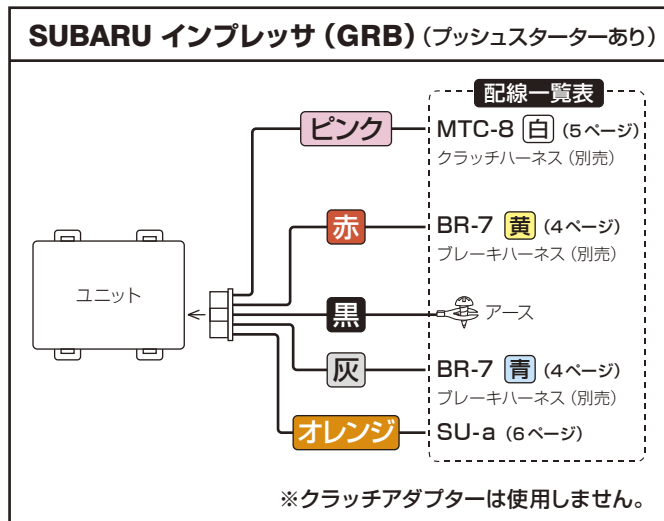 SUBARU インプレッサ（GRB）（プッシュスターターあり）
配線一覧表
ピンク
MTC-8 白（5ページ）
クラッチハーネス（別売）
赤
BR-7 黄（4ページ）
ブレーキハーネス（別売）
ユニット
黒
アース
灰
BR-7 青（4ページ）
ブレーキハーネス（別売）
オレンジ
SU-a（6ページ）
※クラッチアダプターは使用しません。